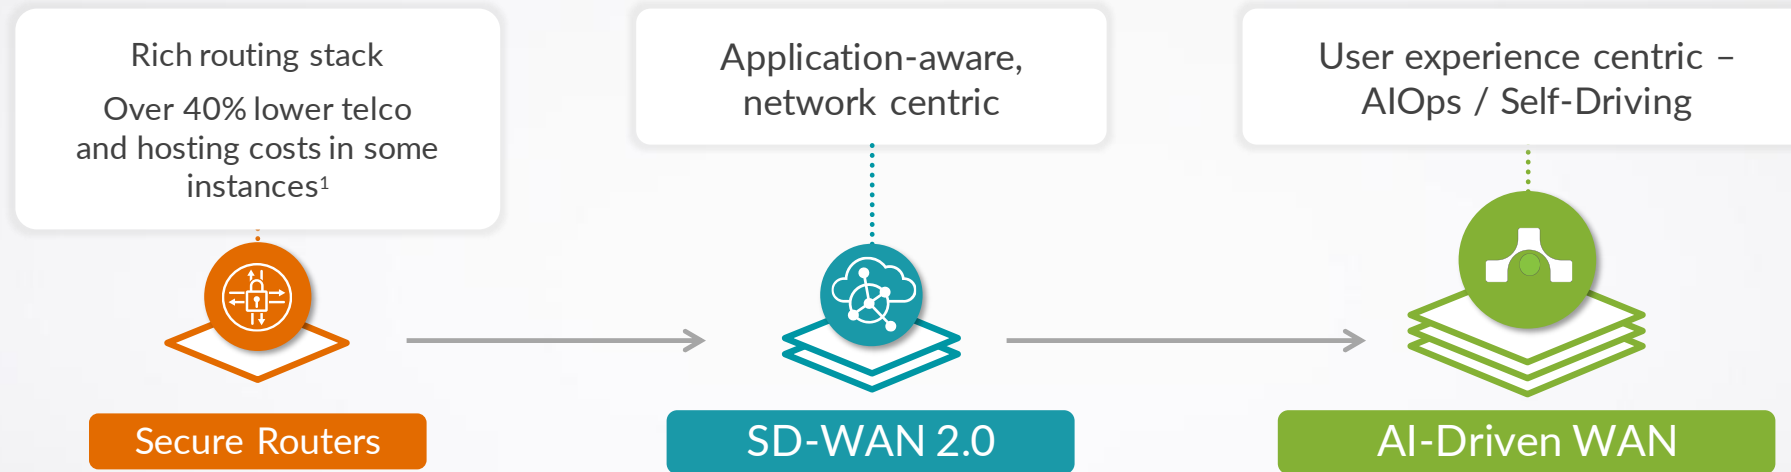 Rich routing stack
Over 40% lower telco
and hosting costs in some
instances¹
Application-aware,
network centric
User experience centric –
AIOps / Self-Driving
Secure Routers
SD-WAN 2.0
AI-Driven WAN